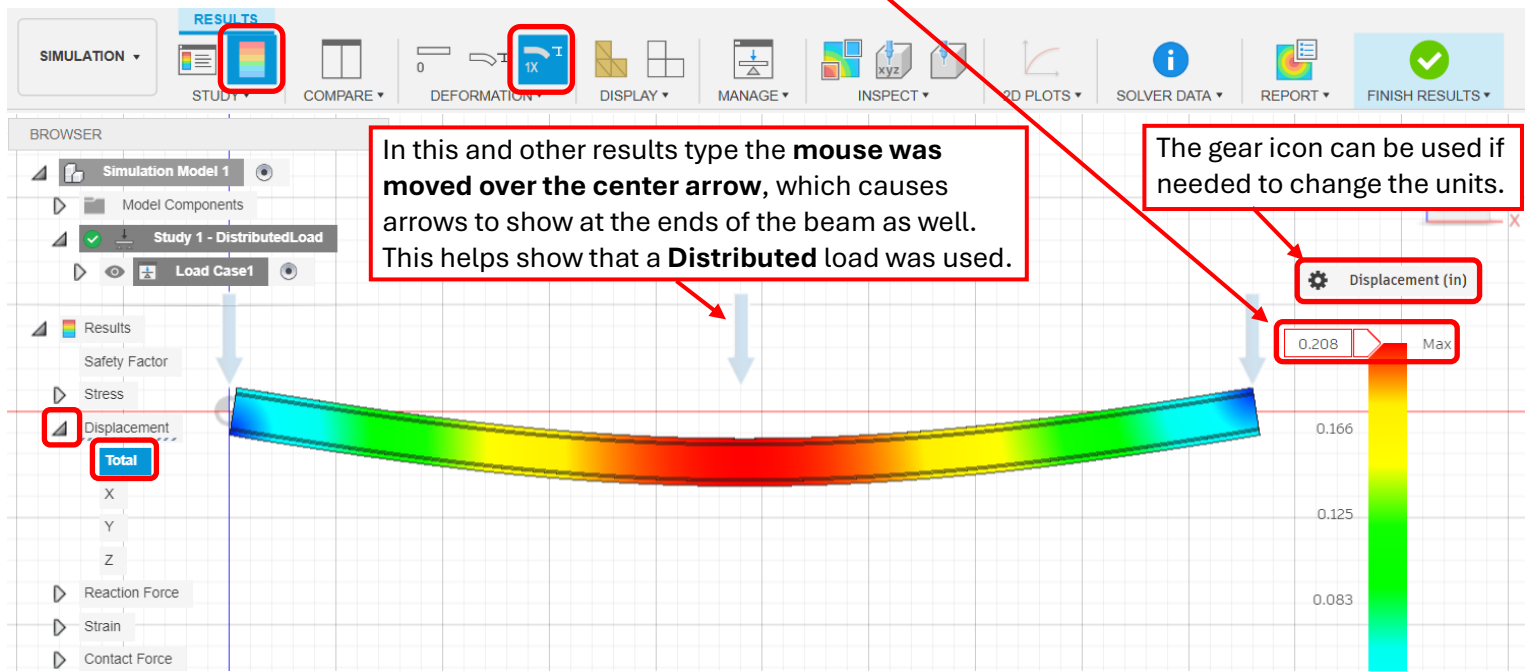 RESULTS
SIMULATION
0
1X
xyz
STUDY
COMPARE
DEFORMATION
DISPLAY
MANAGE
INSPECT
2D PLOTS
SOLVER DATA
REPORT
FINISH RESULTS
BROWSER
Simulation Model 1
Model Components
Study 1 - DistributedLoad
Load Case1
Results
Safety Factor
Stress
Displacement
Total
X
Y
Z
Reaction Force
Strain
Contact Force
In this and other results type the mouse was
moved over the center arrow, which causes
arrows to show at the ends of the beam as well.
This helps show that a Distributed load was used.
The gear icon can be used if
needed to change the units.
X
Displacement (in)
0.208 Max
0.166
0.125
0.083